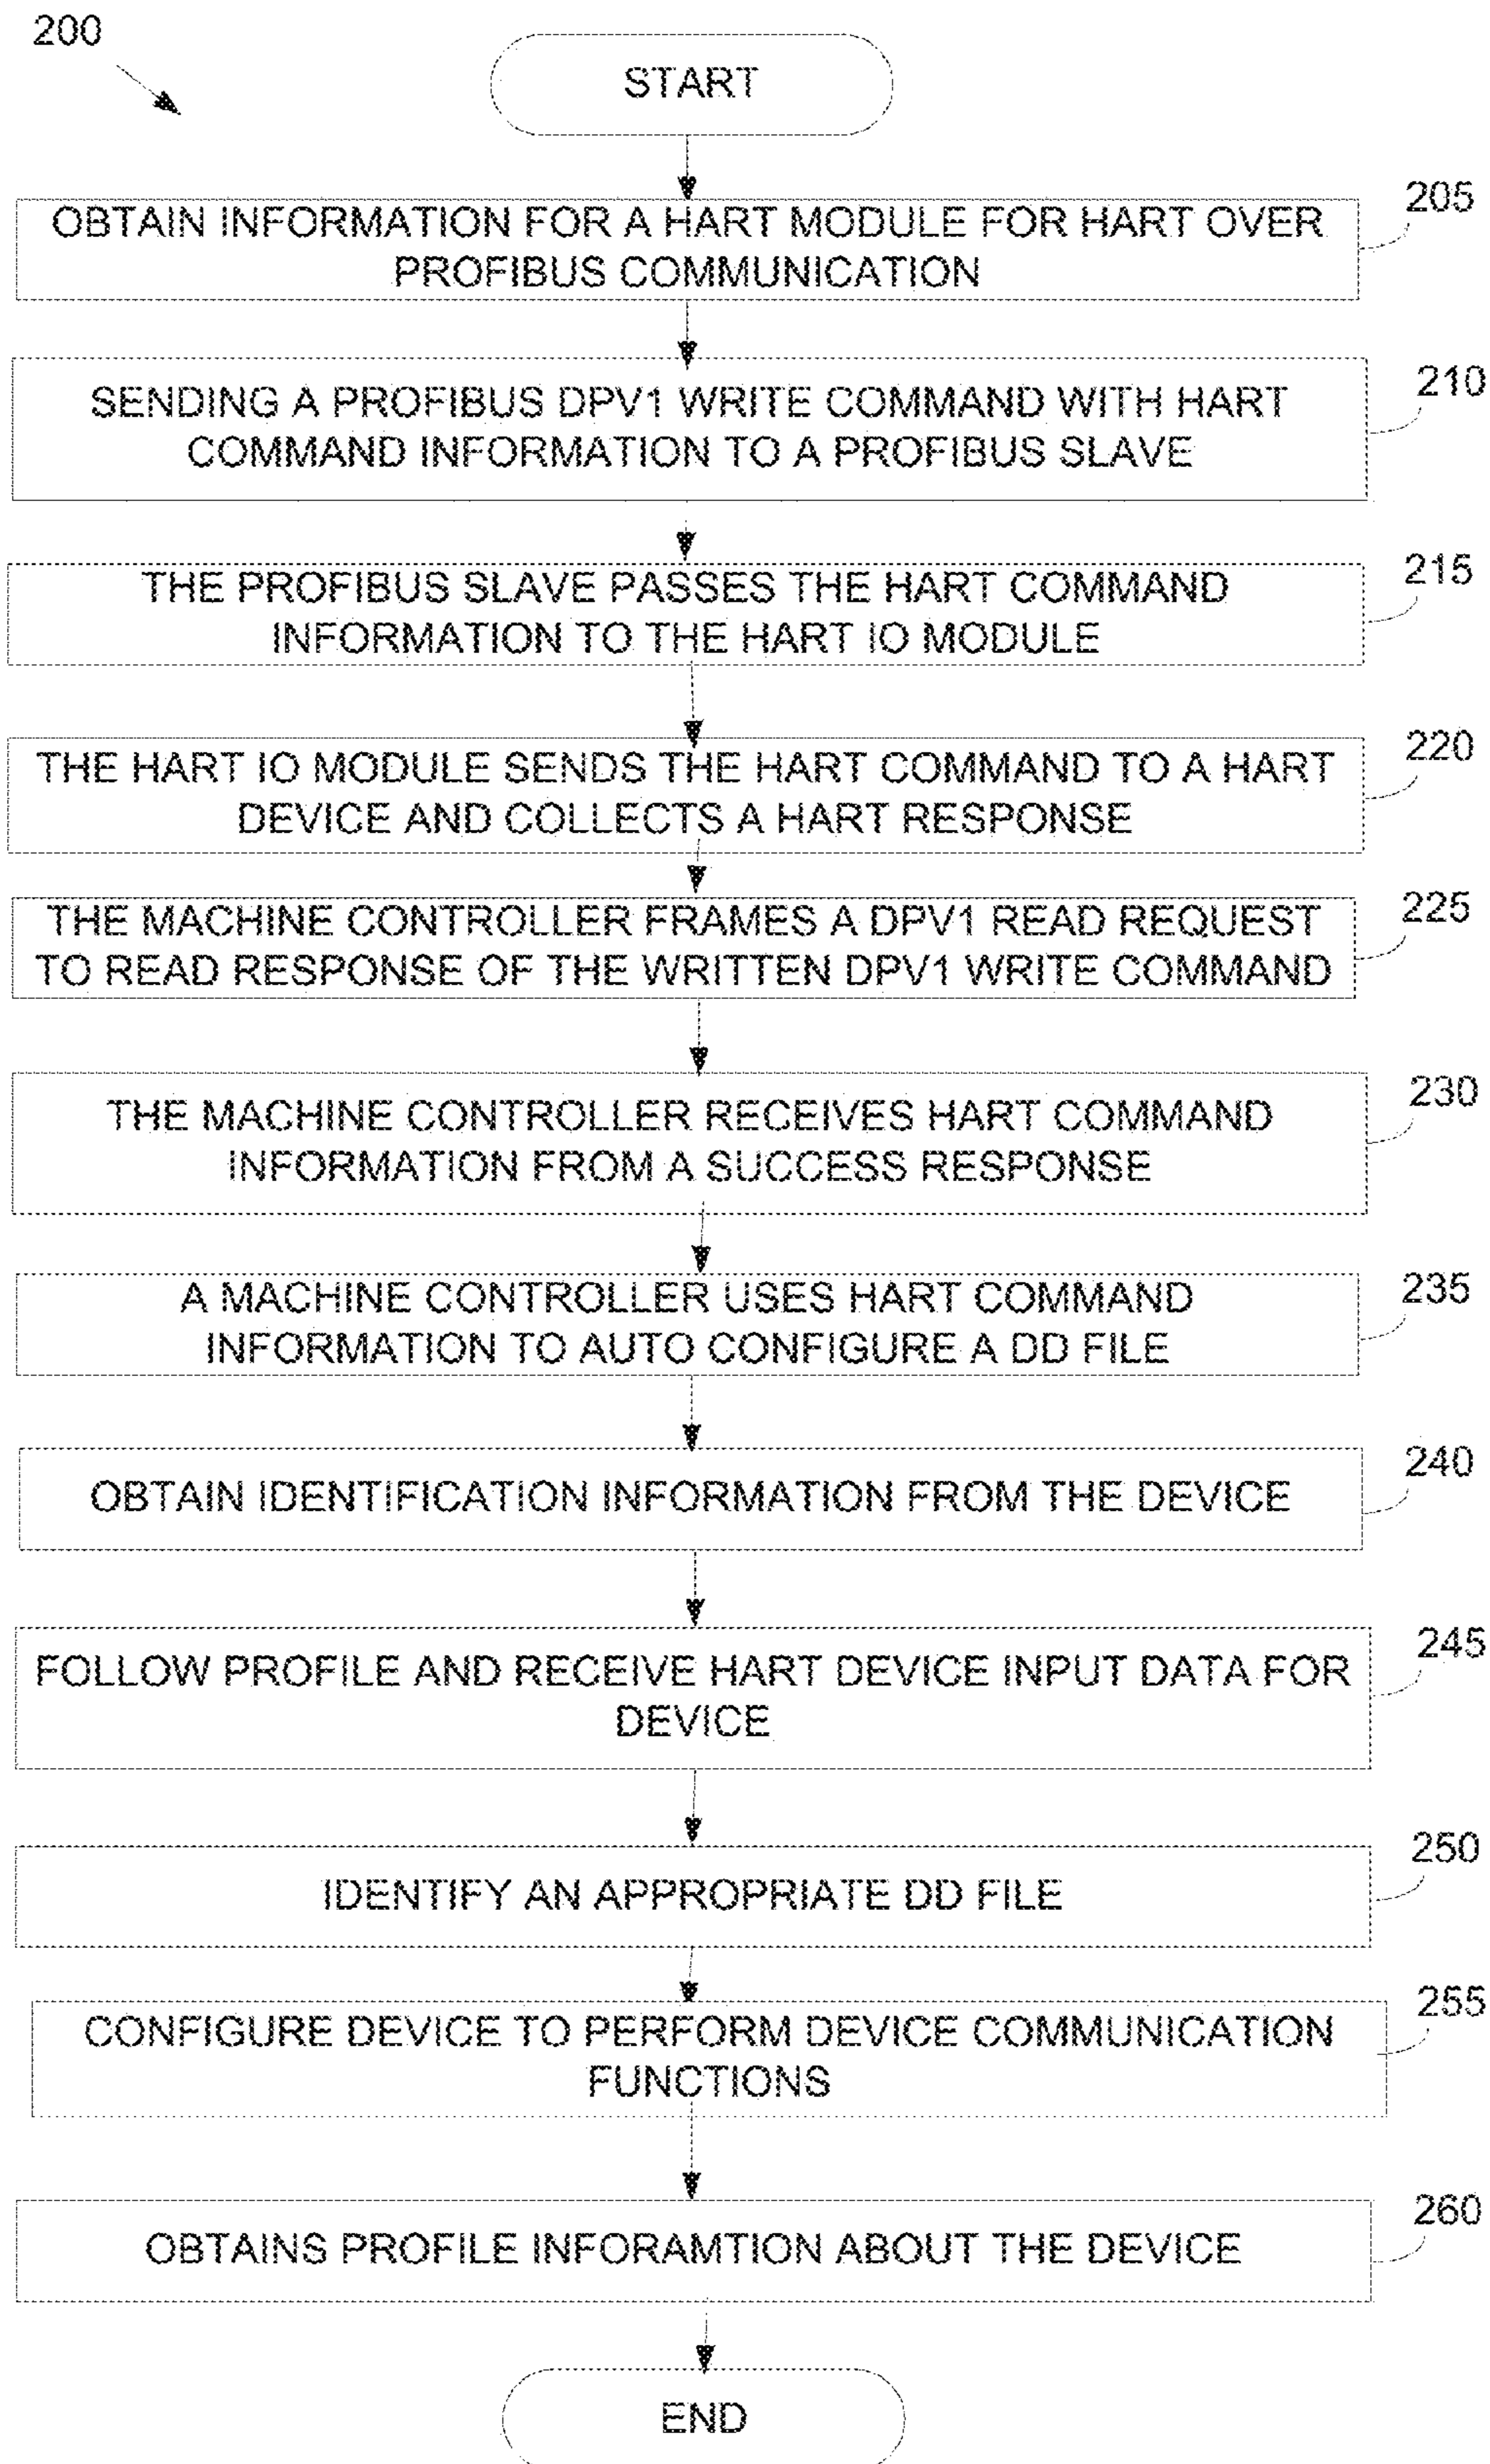 200
START
OBTAIN INFORMATION FOR A HART MODULE FOR HART OVER
PROFIBUS COMMUNICATION
205
SENDING A PROFIBUS DPV1 WRITE COMMAND WITH HART
COMMAND INFORMATION TO A PROFIBUS SLAVE
210
THE PROFIBUS SLAVE PASSES THE HART COMMAND
INFORMATION TO THE HART IO MODULE
215
THE HART IO MODULE SENDS THE HART COMMAND TO A HART
DEVICE AND COLLECTS A HART RESPONSE
220
THE MACHINE CONTROLLER FRAMES A DPV1 READ REQUEST
TO READ RESPONSE OF THE WRITTEN DPV1 WRITE COMMAND
225
THE MACHINE CONTROLLER RECEIVES HART COMMAND
INFORMATION FROM A SUCCESS RESPONSE
230
A MACHINE CONTROLLER USES HART COMMAND
INFORMATION TO AUTO CONFIGURE A DD FILE
235
OBTAIN IDENTIFICATION INFORMATION FROM THE DEVICE
240
FOLLOW PROFILE AND RECEIVE HART DEVICE INPUT DATA FOR
DEVICE
245
IDENTIFY AN APPROPRIATE DD FILE
250
CONFIGURE DEVICE TO PERFORM DEVICE COMMUNICATION
FUNCTIONS
255
OBTAINS PROFILE INFORAMTION ABOUT THE DEVICE
260
END